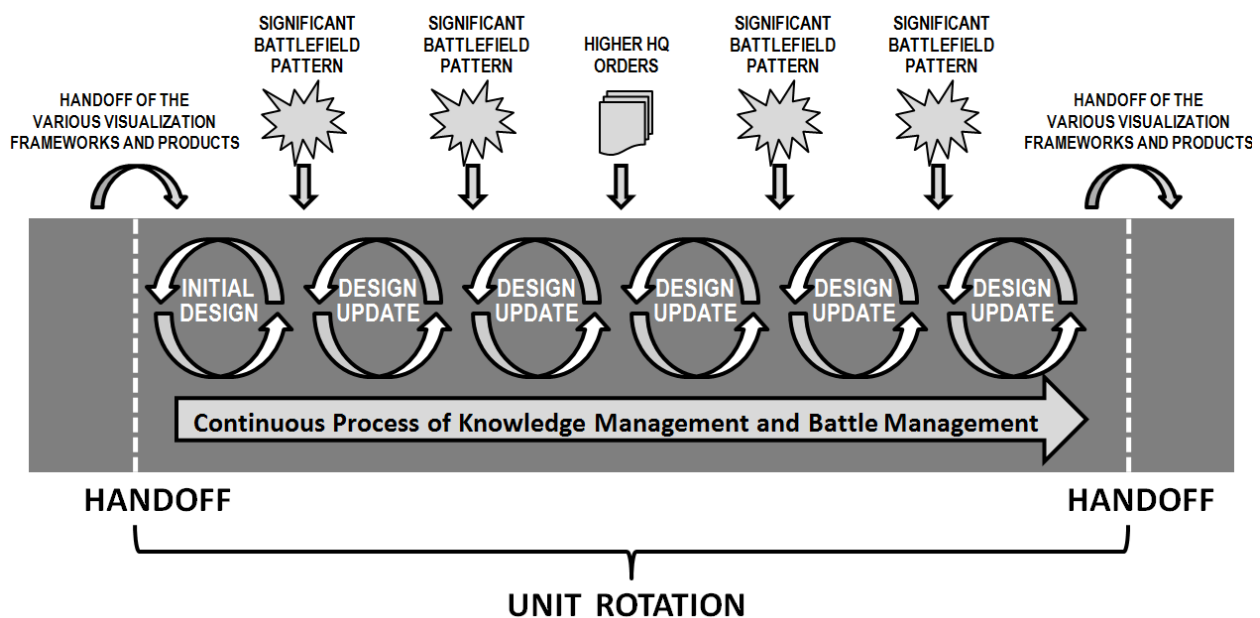 SIGNIFICANT
BATTLEFIELD
PATTERN
SIGNIFICANT
BATTLEFIELD
PATTERN
HIGHER HQ
ORDERS
SIGNIFICANT
BATTLEFIELD
PATTERN
SIGNIFICANT
BATTLEFIELD
PATTERN
HANDOFF OF THE
VARIOUS VISUALIZATION
FRAMEWORKS AND PRODUCTS
HANDOFF OF THE
VARIOUS VISUALIZATION
FRAMEWORKS AND PRODUCTS
INITIAL
DESIGN
DESIGN
UPDATE
DESIGN
UPDATE
DESIGN
UPDATE
DESIGN
UPDATE
DESIGN
UPDATE
Continuous Process of Knowledge Management and Battle Management
HANDOFF
HANDOFF
UNIT ROTATION